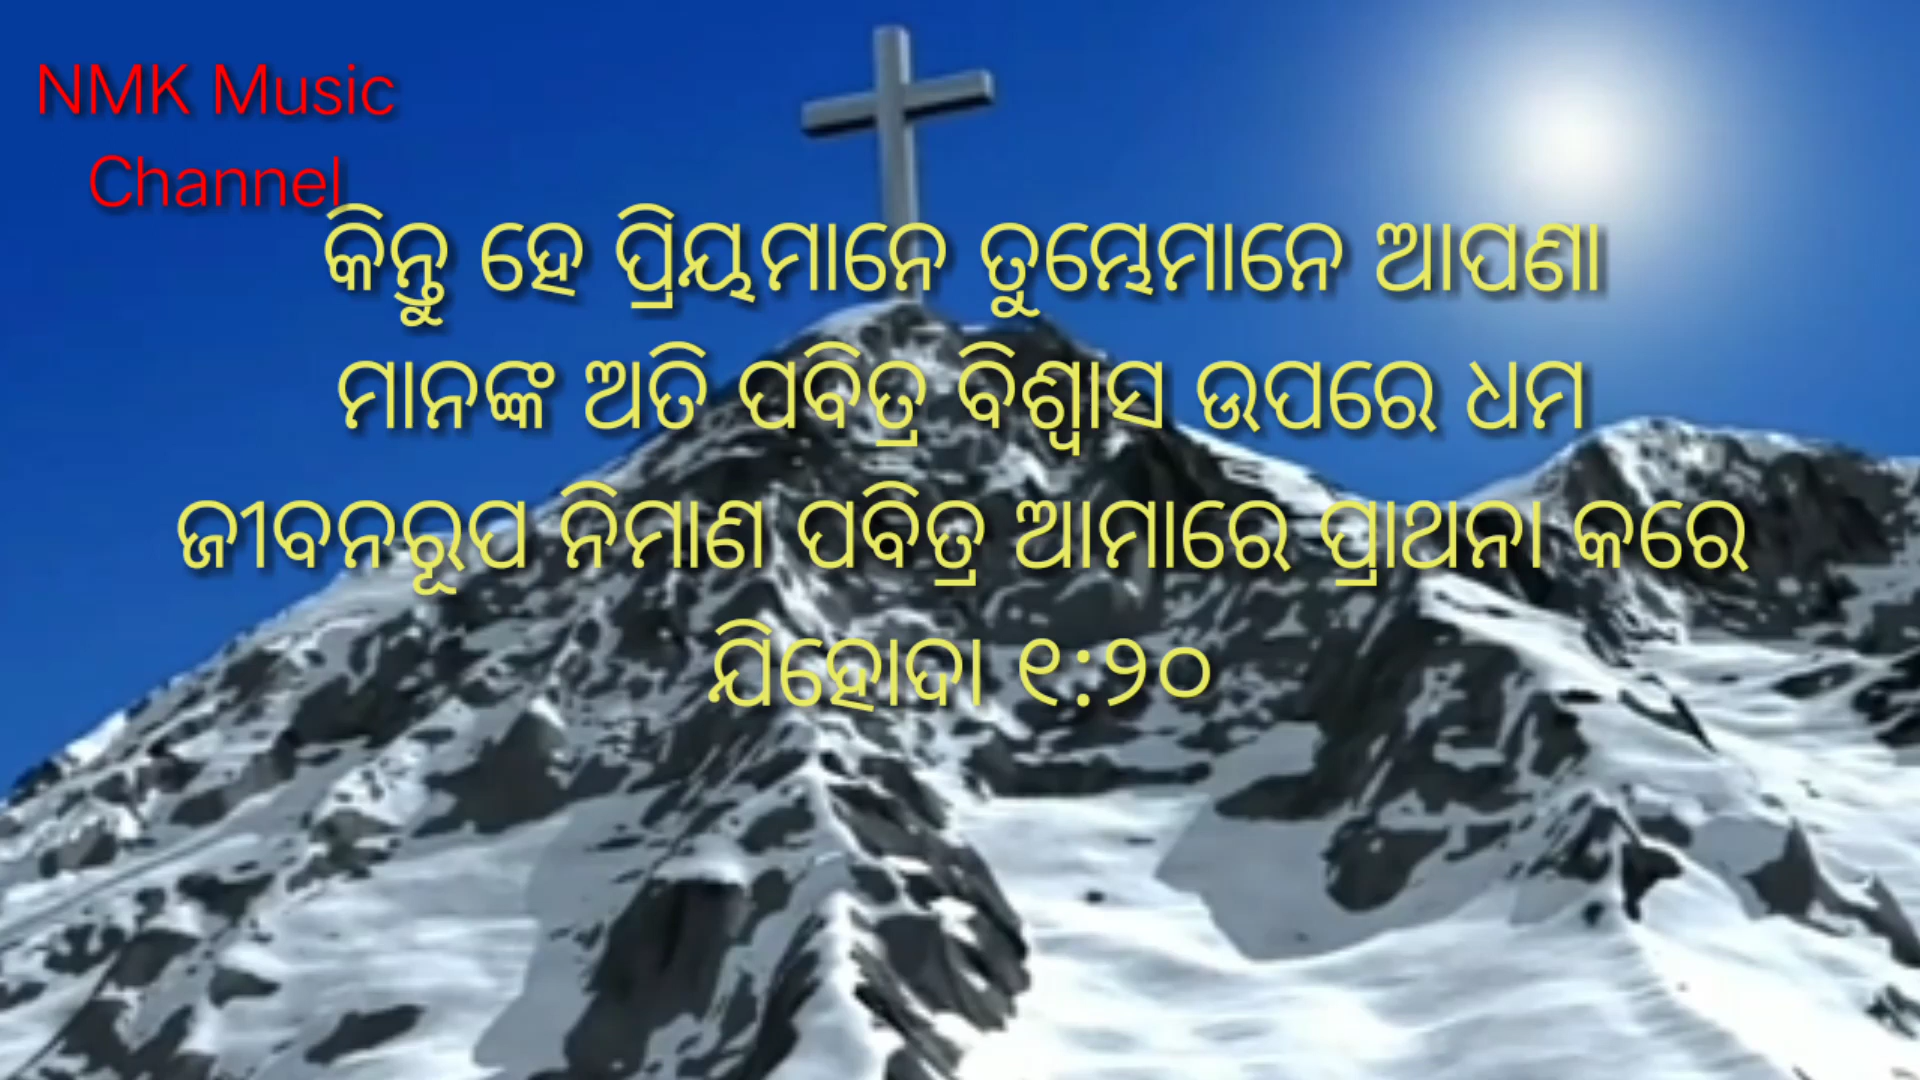 NMK Music
Channel
କିନ୍ତୁ ହେ ପ୍ରିୟମାନେ ତୁମ୍ଭେମାନେ ଆପଣା
ମାନଙ୍କ ଅତି ପବିତ୍ର ବିଶ୍ୱାସ ଉପରେ ଧମ
ଜୀବନରୂପ ନିମାଣ ପବିତ୍ର ଆମାରେ ପ୍ରାଥନା କରେ
ଯିହୋଦା ୧:୨୦